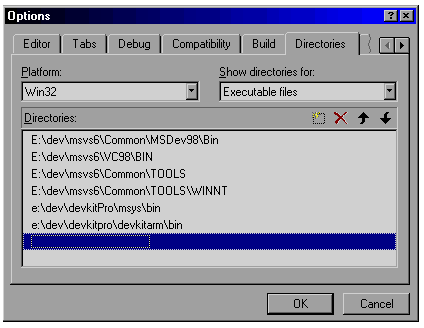 Options
Editor Tabs Debug Compatibility Build Directories
Platform: Show directories for:
Win32 Executable files
Directories:
E:\dev\msvs6\Common\MSDev98\Bin
E:\dev\msvs6\VC98\BIN
E:\dev\msvs6\Common\TOOLS
E:\dev\msvs6\Common\TOOLS\WINNT
e:\dev\devkitPro\msys\bin
e:\dev\devkitpro\devkitarm\bin
OK Cancel